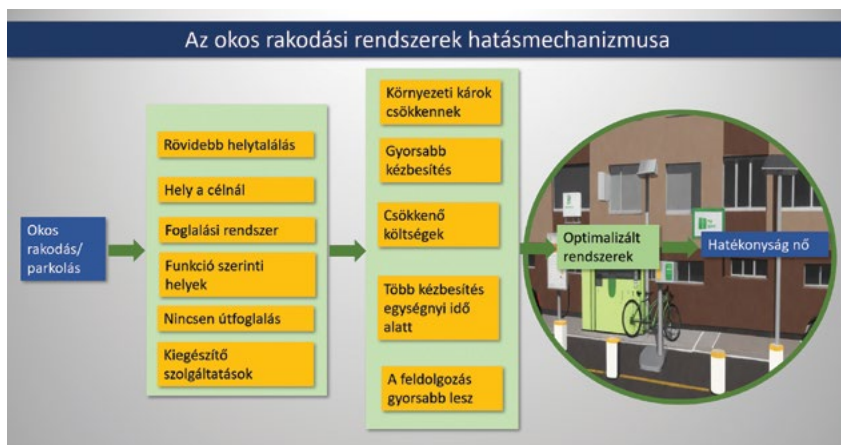 Az okos rakodási rendszerek hatásmechanizmusa
Okos
rakodás/
parkolás
Rövidebb helytalálás
Hely a célnál
Foglalási rendszer
Funkció szerinti
helyek
Nincsen útfoglalás
Kiegészítő
szolgáltatások
Környezeti károk
csökkennek
Gyorsabb
kézbesítés
Csökkenő
költségek
Több kézbesítés
egységnyi idő
alatt
A feldolgozás
gyorsabb lesz
Optimalizált
rendszerek
Hatékonyság nő